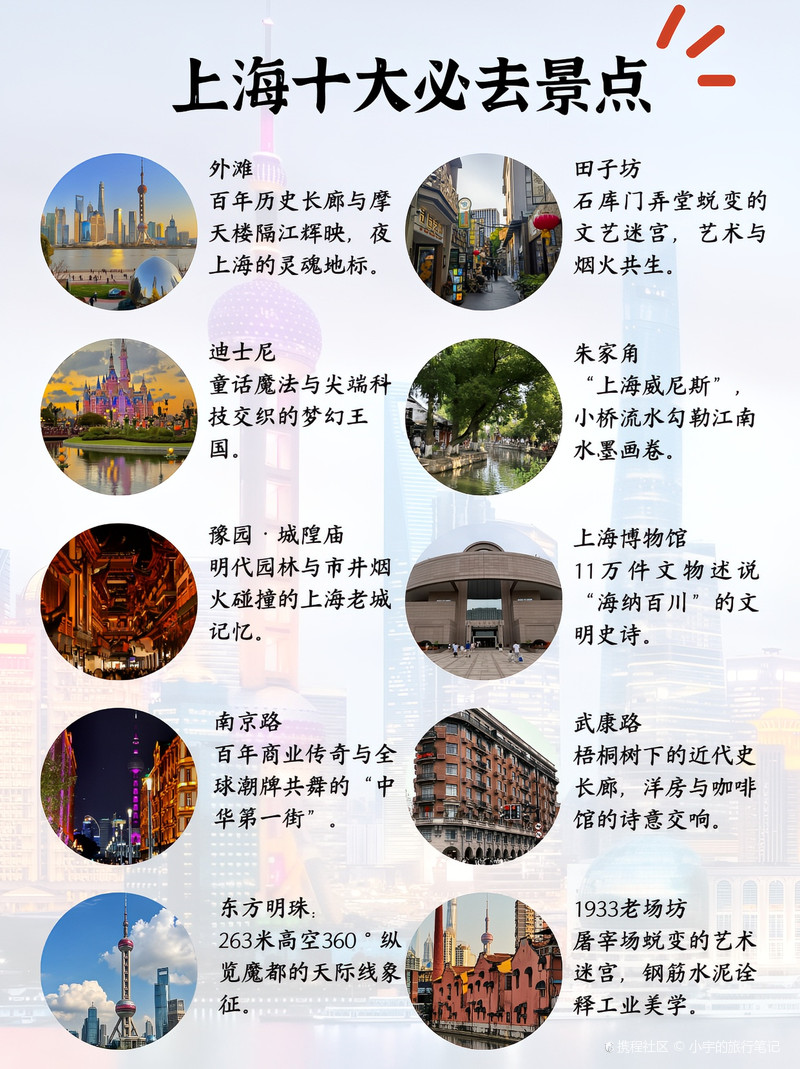 上海十大必去景点
外滩
百年历史长廊与摩
天楼隔江辉映，夜
上海的灵魂地标。
田子坊
石库门弄堂蜕变的
文艺迷宫，艺术与
烟火共生。
迪士尼
童话魔法与尖端科
技交织的梦幻王
国。
朱家角
“上海威尼斯”，
小桥流水勾勒江南
水墨画卷。
豫园·城隍庙
明代园林与市井烟
火碰撞的上海老城
记忆。
上海博物馆
11万件文物述说
“海纳百川”的文
明史诗。
南京路
百年商业传奇与全
球潮牌共舞的“中
华第一街”。
武康路
梧桐树下的近代史
长廊，洋房与咖啡
馆的诗意交响。
东方明珠：
263米高空360°纵
览魔都的天际线象
征。
1933老场坊
屠宰场蜕变的艺术
迷宫，钢筋水泥诠
释工业美学。
携程社区 © 小宇的旅行笔记